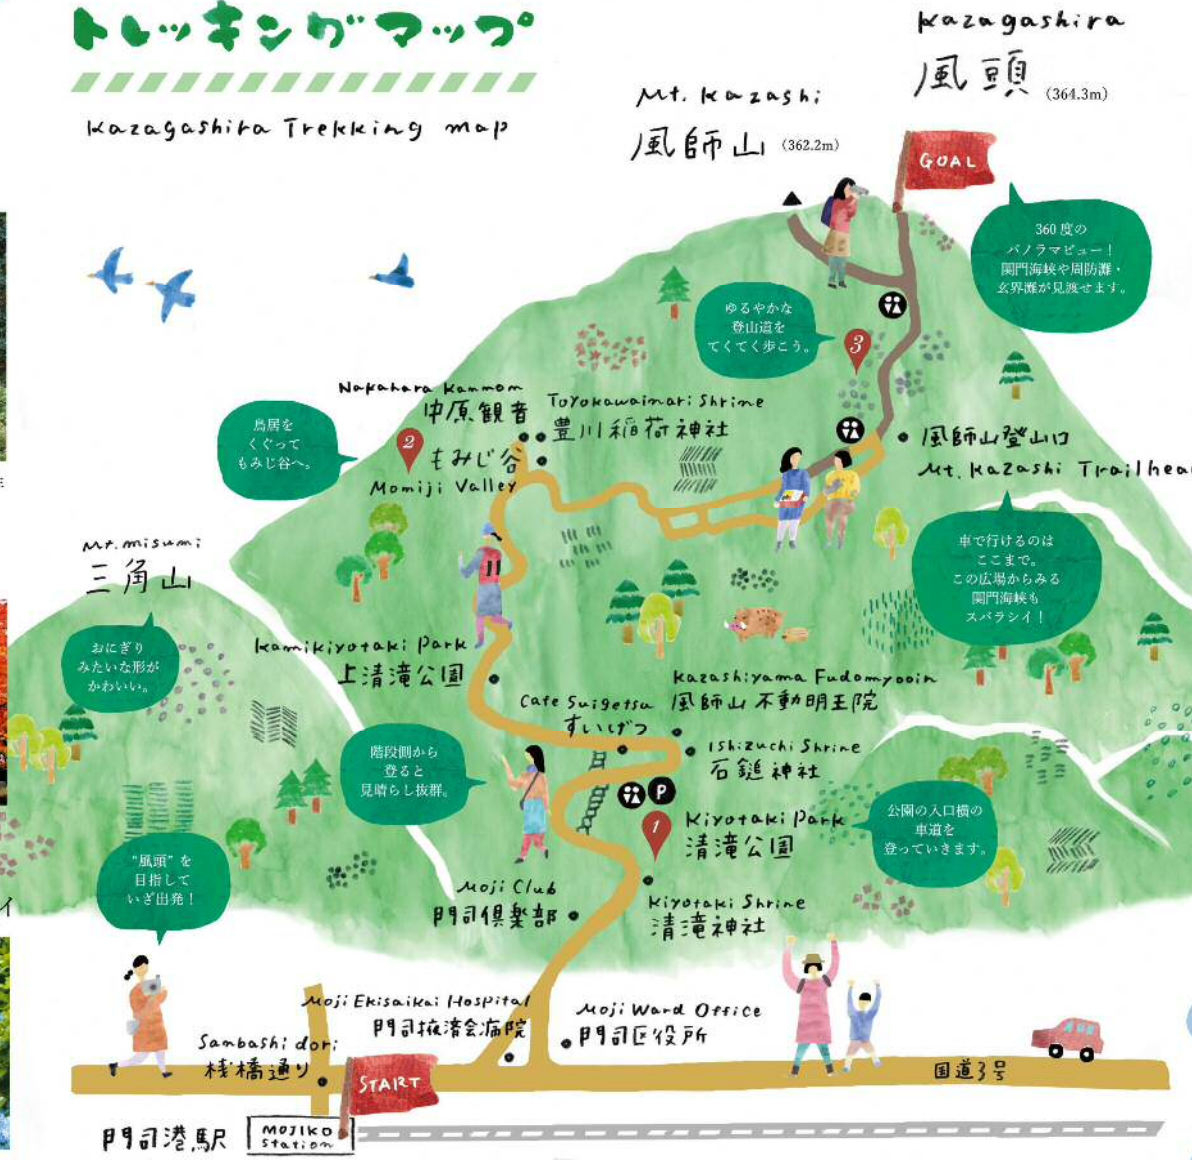 トレッキングマップ
Kazagashira Trekking map
Kazagashira
風頭 (364.3m)
Mt. Kazashi
風師山 (362.2m)
GOAL
360度の
パノラマビュー！
関門海峡や周防灘・
玄界灘が見渡せます。
ゆるやかな
登山道を
てくてく歩こう。
3
Nakahara Kanmom
中原観音
Toyokawainari Shrine
豊川稲荷神社
鳥居を
くぐって
もみじ谷へ。
2
もみじ谷
Momiji Valley
風師山登山口
Mt. Kazashi Trailhea
車で行けるのは
ここまで。
この広場からみる
関門海峡も
スバラシイ！
Mt. misumi
三角山
おにぎり
みたいな形が
かわいい。
Kamikiyotaki Park
上清滝公園
Kazashiyama Fudomyooin
風師山不動明王院
Cafe Suigetsu
すいげつ
Ishizuchi Shrine
石鎚神社
階段側から
登ると
見晴らし抜群。
P
1
Kiyotaki Park
清滝公園
公園の入口横の
車道を
登っていきます。
"風頭"を
目指して
いざ出発！
Moji Club
門司倶楽部
Kiyotaki Shrine
清滝神社
イ
Moji Ekisaikai Hospital
門司掖済会病院
Moji Ward Office
門司区役所
Sanbashi dori
桟橋通り
START
国道3号
門司港駅
MOJIKO
Station